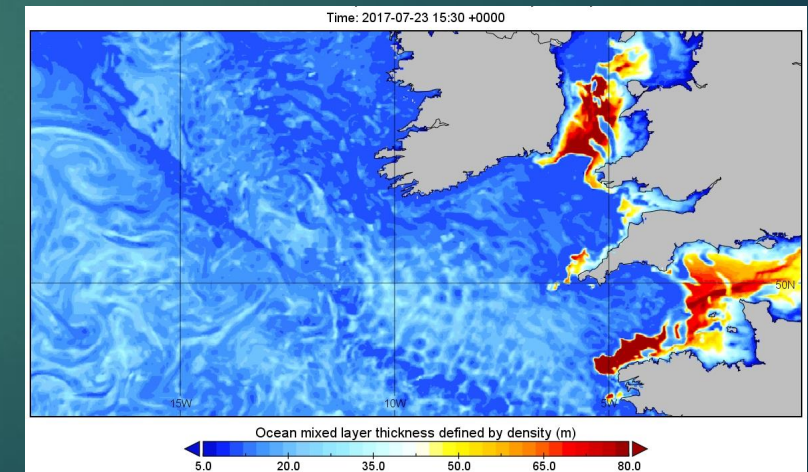 Time: 2017-07-23 15:30 +0000
50N
15W 10W 5W
Ocean mixed layer thickness defined by density (m)
5.0 20.0 35.0 50.0 65.0 80.0